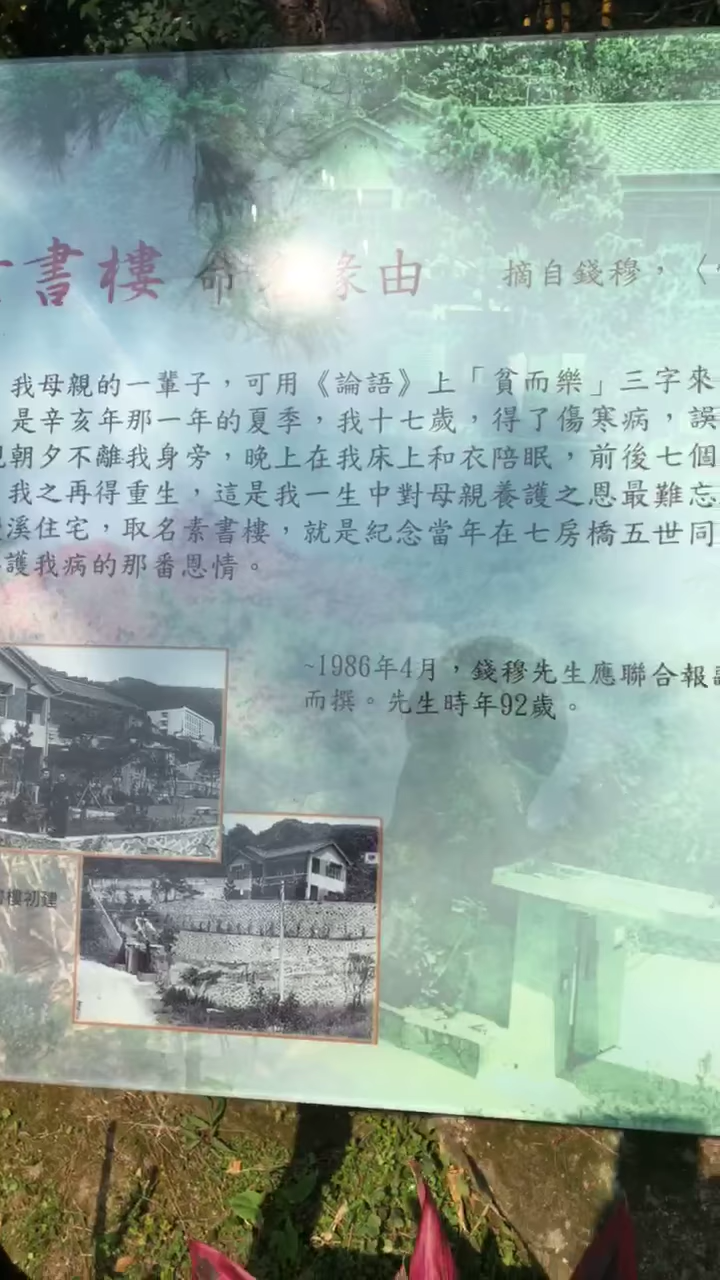 書樓 命名緣由 摘自錢穆，〈
我母親的一輩子，可用《論語》上「貧而樂」三字來
是辛亥年那一年的夏季，我十七歲，得了傷寒病，誤
朝夕不離我身旁，晚上在我床上和衣陪眠，前後七個
我之再得重生，這是我一生中對母親養護之恩最難忘
溪住宅，取名素書樓，就是紀念當年在七房橋五世同
護我病的那番恩情。
~1986年4月，錢穆先生應聯合報副
而撰。先生時年92歲。
樓初建